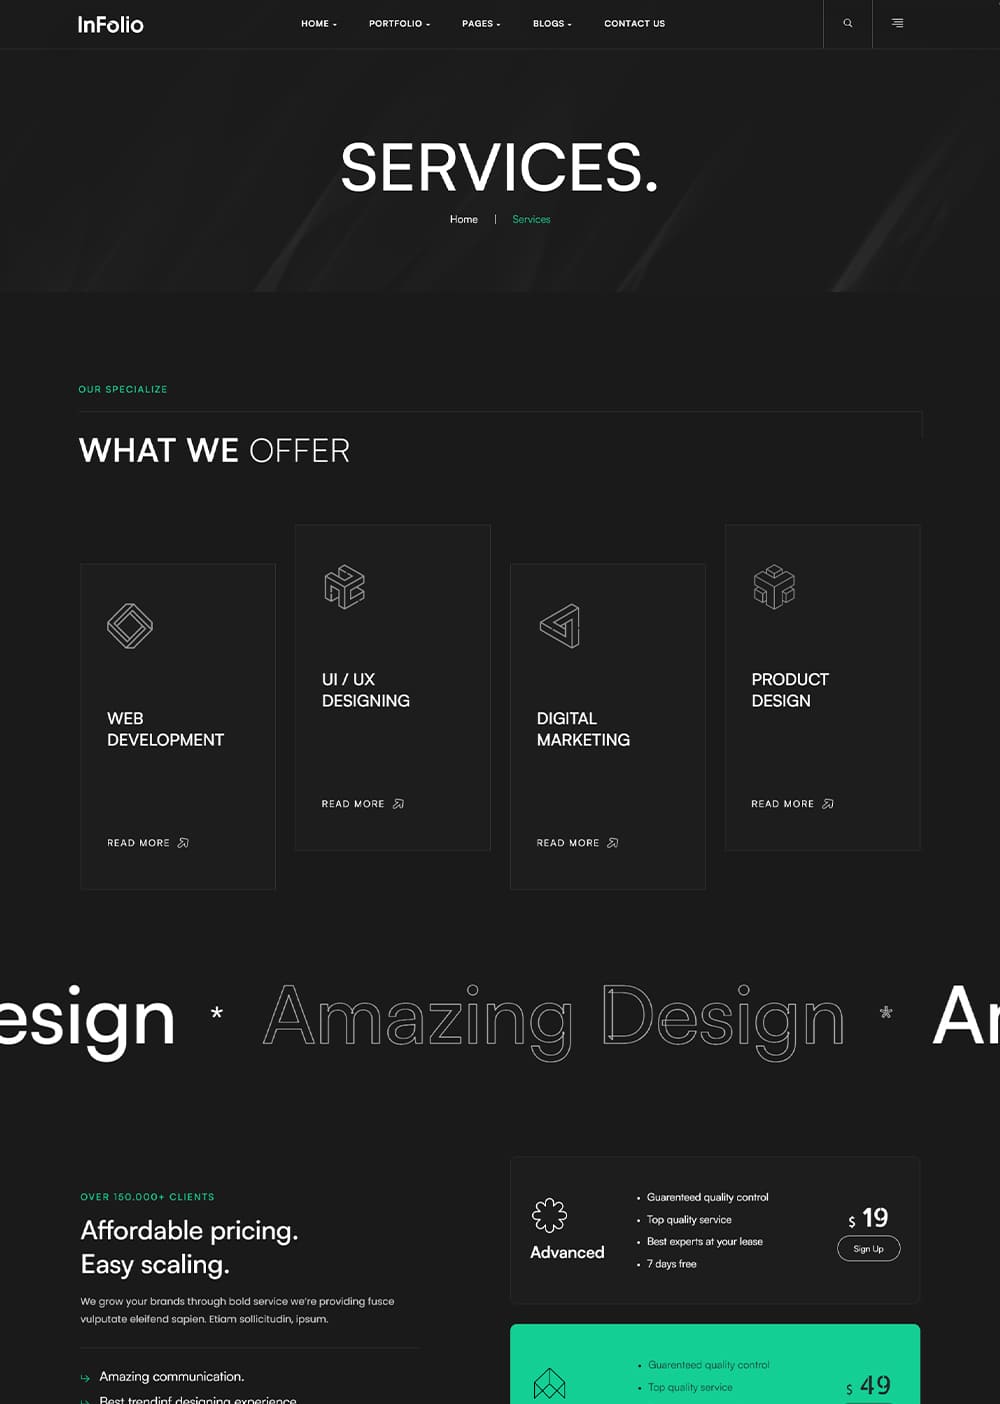 InFolio
HOME
PORTFOLIO
PAGES
BLOGS
CONTACT US
SERVICES.
Home | Services
OUR SPECIALIZE
WHAT WE OFFER
WEB
DEVELOPMENT
READ MORE
UI / UX
DESIGNING
READ MORE
DIGITAL
MARKETING
READ MORE
PRODUCT
DESIGN
READ MORE
esign * Amazing Design * Am
OVER 150.000+ CLIENTS
Affordable pricing.
Easy scaling.
We grow your brands through bold service we're providing fusce
vulputate eleifend sapien. Etiam sollicitudin, ipsum.
Amazing communication.
Best trendinf designing experience
Advanced
• Guarenteed quality control
• Top quality service
• Best experts at your lease
• 7 days free
$ 19
Sign Up
• Guarenteed quality control
• Top quality service
$ 49